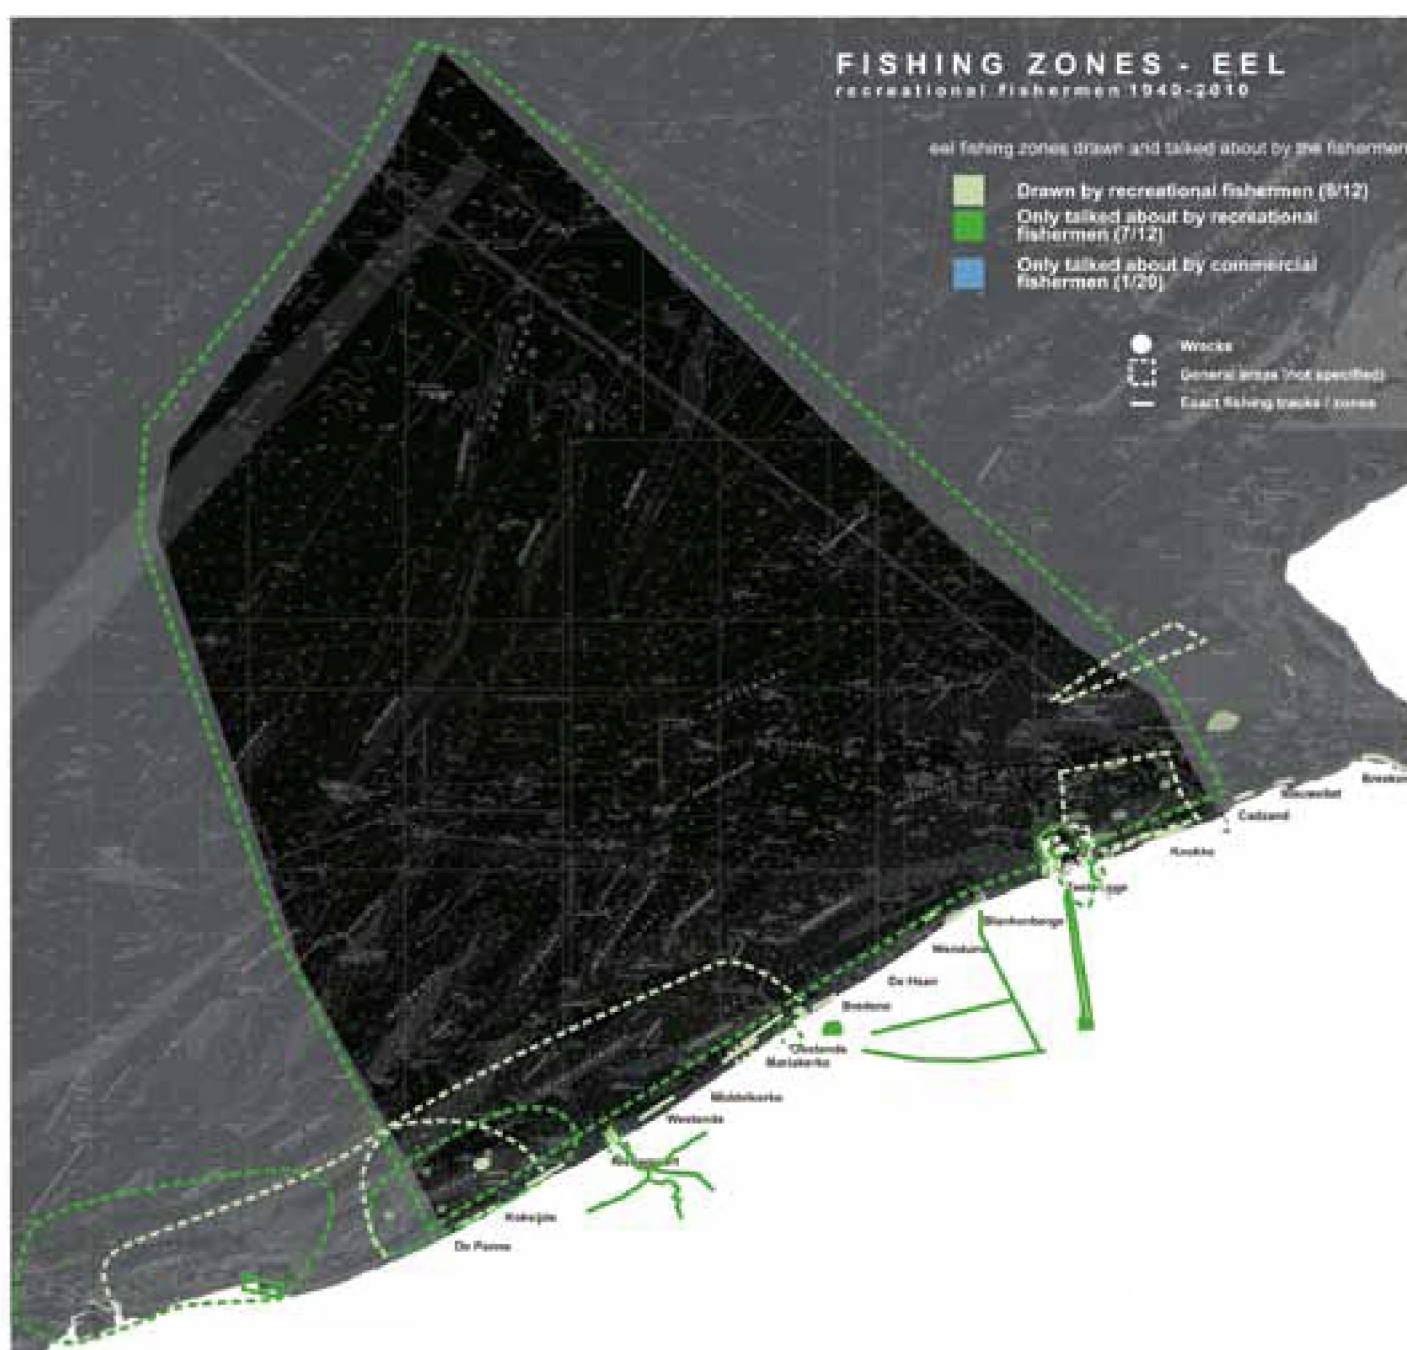 FISHING ZONES - EEL
recreational fishermen 1940-2010
eel fishing zones drawn and talked about by the fishermen
Drawn by recreational fishermen (8/12)
Only talked about by recreational
fishermen (7/12)
Only talked about by commercial
fishermen (1/20)
Wrecks
General areas (not specified)
Exact fishing tracks / zones
Cadzand
Knokke
Blankenberge
De Haan
Bredene
Oostende
Mariakerke
Middelkerke
Westende
Koksijde
De Panne